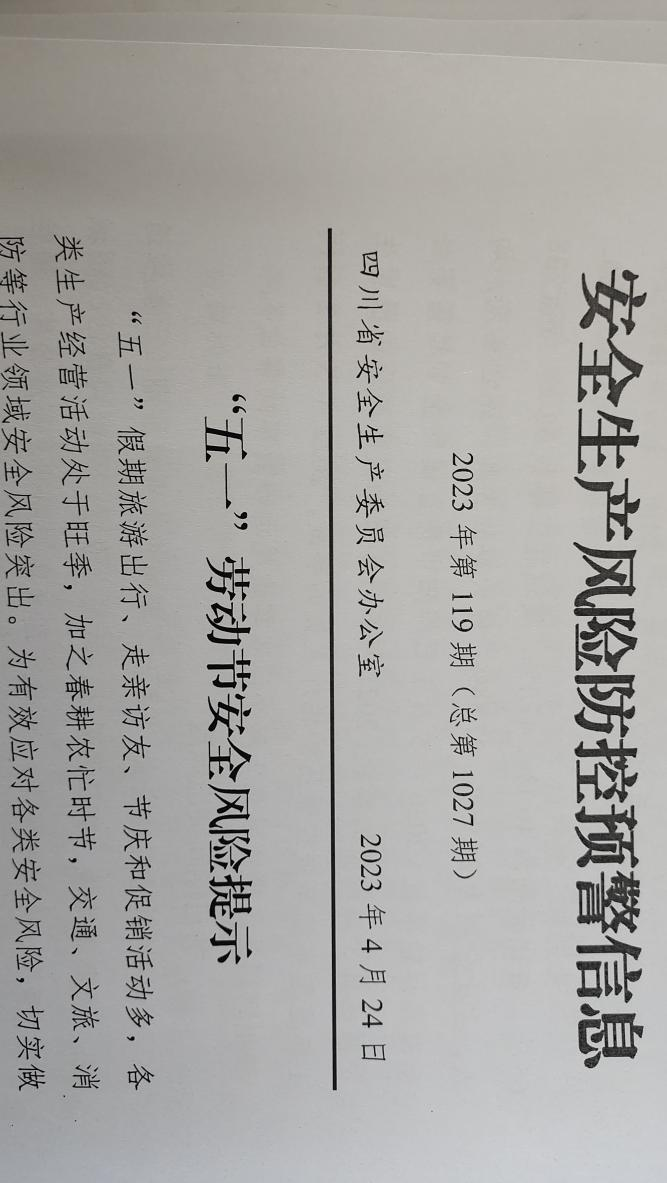 安全生产风险防控预警信息
2023 年第 119 期（总第 1027 期）
四川省安全生产委员会办公室 2023 年 4 月 24 日
“五一”劳动节安全风险提示
“五一”假期旅游出行、走亲访友、节庆和促销活动多，各
类生产经营活动处于旺季，加之春耕农忙时节，交通、文旅、消
防等行业领域安全风险突出。为有效应对各类安全风险，切实做